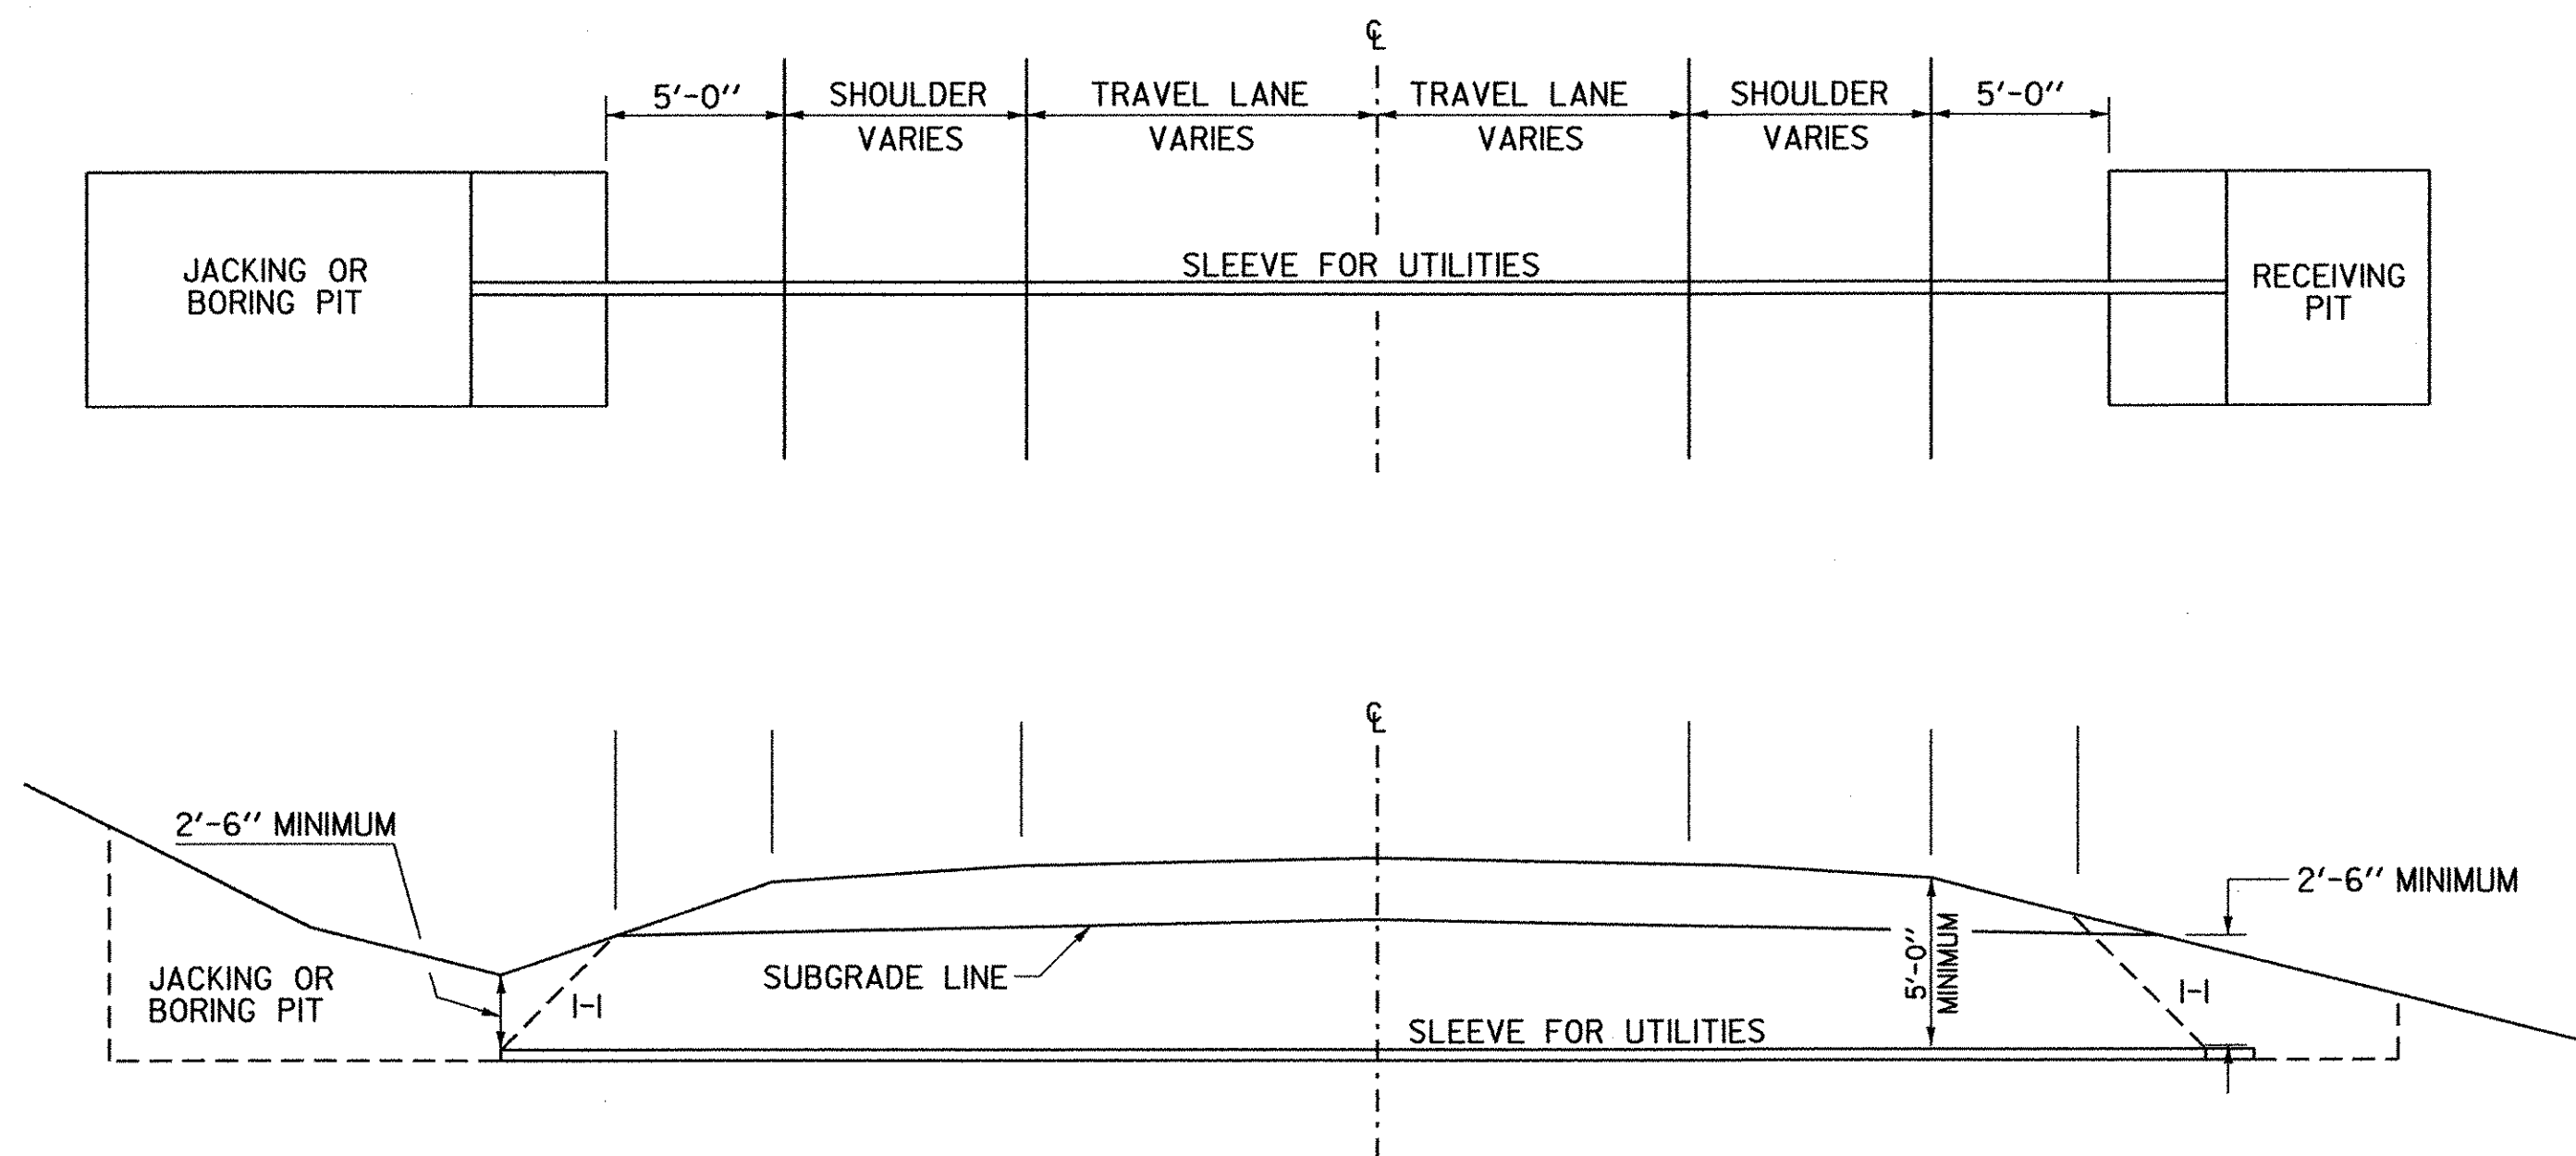 ℄
5'-0" SHOULDER TRAVEL LANE TRAVEL LANE SHOULDER 5'-0"
VARIES VARIES VARIES VARIES
SLEEVE FOR UTILITIES
JACKING OR
BORING PIT
RECEIVING
PIT
℄
2'-6" MINIMUM
2'-6" MINIMUM
JACKING OR
BORING PIT
1-1
SUBGRADE LINE
5'-0"
MINIMUM
1-1
SLEEVE FOR UTILITIES